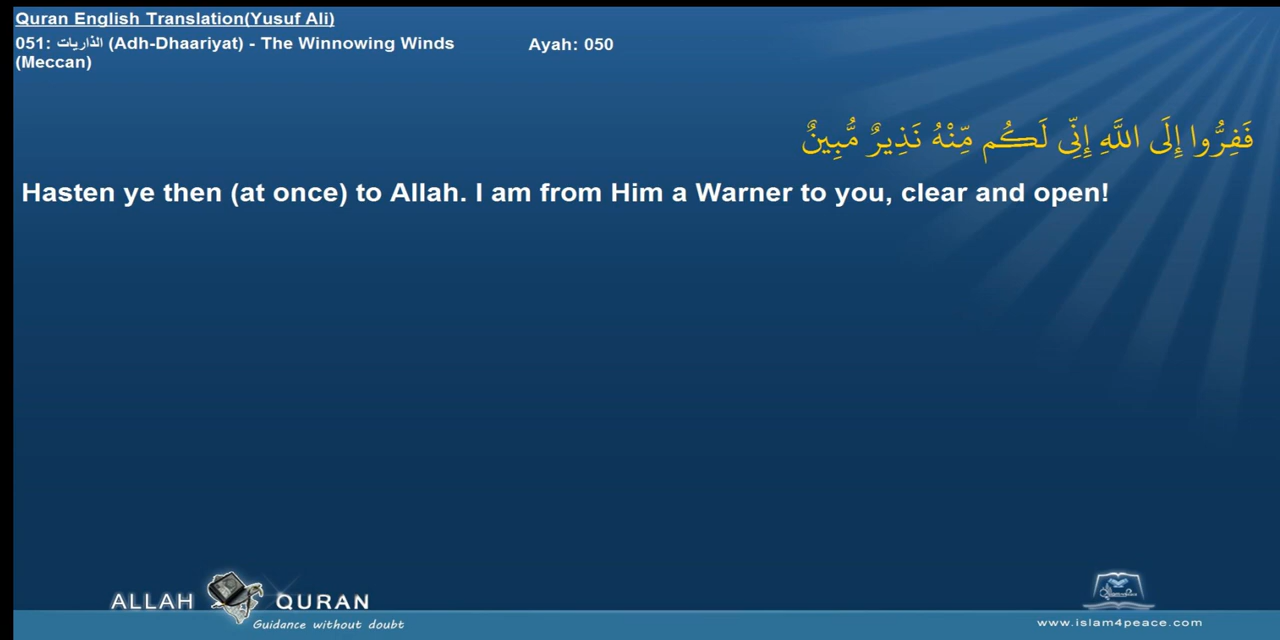 Quran English Translation(Yusuf Ali)
051: الذاريات (Adh-Dhaariyat) - The Winnowing Winds
(Meccan)
Ayah: 050
فَفِرُّوا إِلَى اللَّهِ إِنِّي لَكُم مِّنْهُ نَذِيرٌ مُّبِينٌ
Hasten ye then (at once) to Allah. I am from Him a Warner to you, clear and open!
ALLAH QURAN
Guidance without doubt
www.islam4peace.com